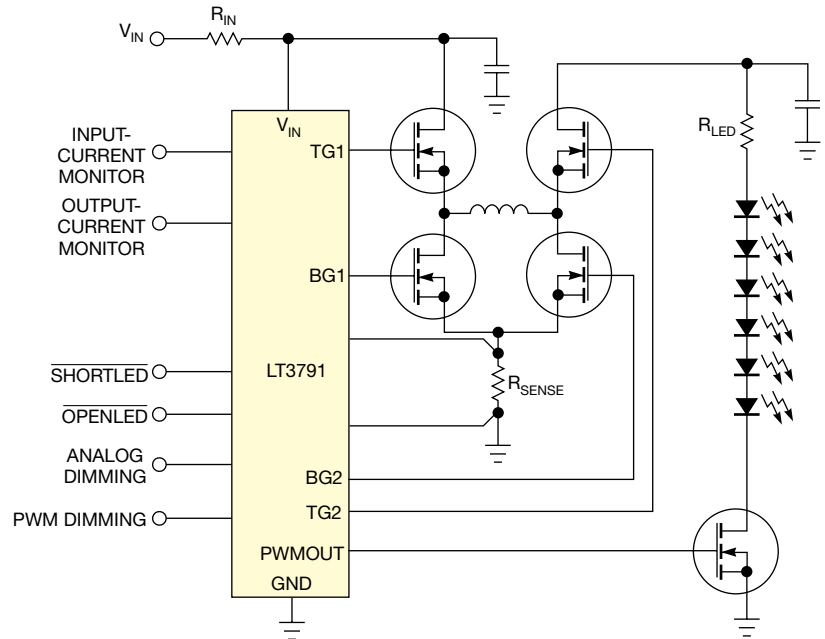 R_IN
V_IN
V_IN
INPUT-
CURRENT
MONITOR
TG1
R_LED
OUTPUT-
CURRENT
MONITOR
BG1
LT3791
SHORTLED
R_SENSE
OPENLED
ANALOG
DIMMING
BG2
TG2
PWM DIMMING
PWMOUT
GND